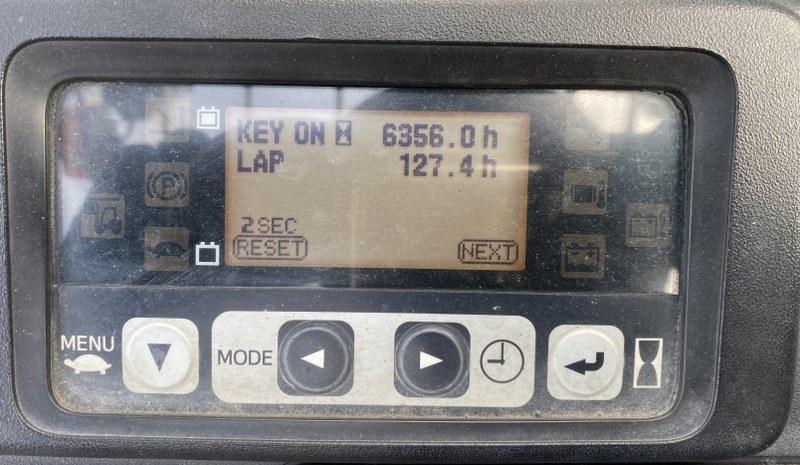 KEY ON 6356.0 h
LAP 127.4 h
2SEC
RESET NEXT
MENU
MODE